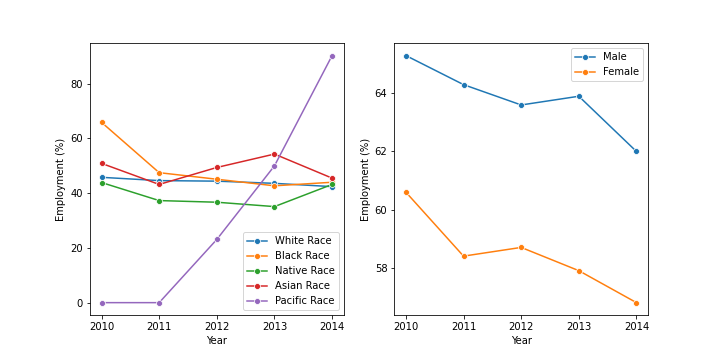 80
60
40
20
0
Employment (%)
2010 2011 2012 2013 2014
Year
White Race
Black Race
Native Race
Asian Race
Pacific Race
64
62
60
58
Employment (%)
2010 2011 2012 2013 2014
Year
Male
Female